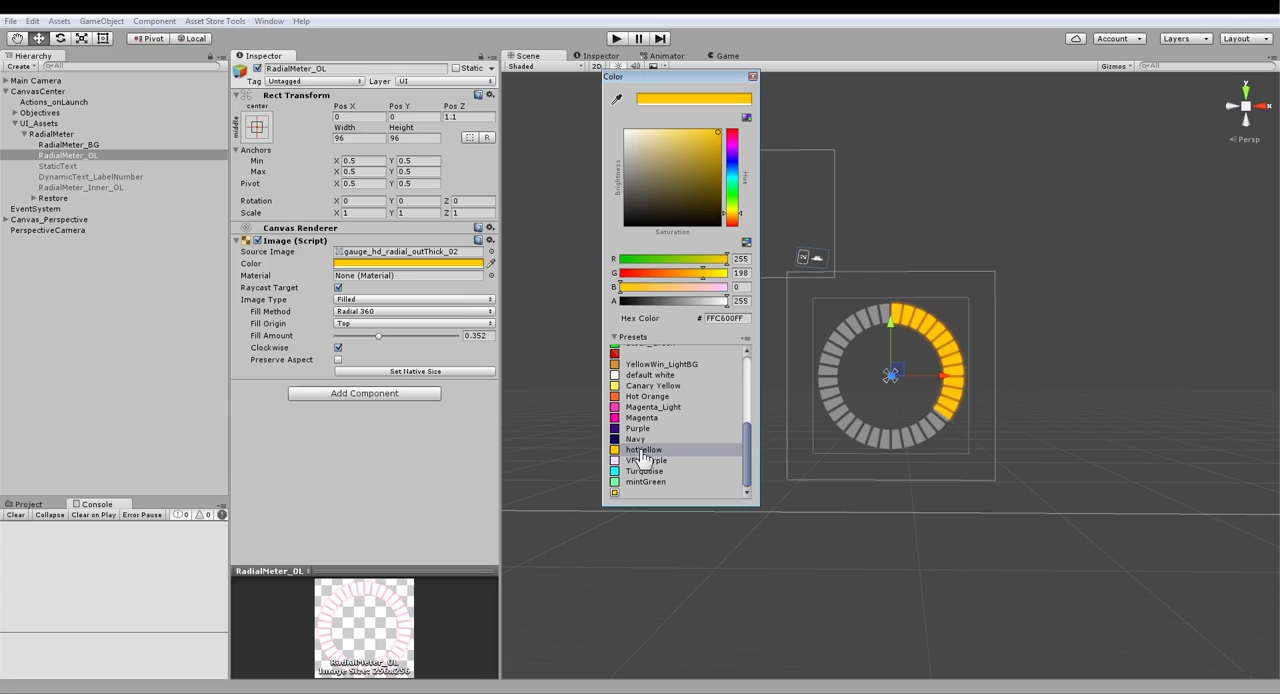 File Edit Assets GameObject Component Asset Store Tools Window Help
Pivot Local Account Layers Layout
Hierarchy
Create All
Main Camera
CanvasCenter
Actions_onLaunch
Objectives
UI_Assets
RadialMeter
RadialMeter_BG
RadialMeter_OL
StaticText
DynamicText_LabelNumber
RadialMeter_Inner_OL
Restore
EventSystem
Canvas_Perspective
PerspectiveCamera
Project Console
Clear Collapse Clear on Play Error Pause 0 0
Inspector
RadialMeter_OL Static
Tag Untagged Layer UI
Rect Transform
center Pos X Pos Y Pos Z
middle
0 0 1.1
Width Height
96 96
R
Anchors
Min X 0.5 Y 0.5
Max X 0.5 Y 0.5
Pivot X 0.5 Y 0.5
Rotation X 0 Y 0 Z 0
Scale X 1 Y 1 Z 1
Canvas Renderer
Image (Script)
Source Image gauge_hd_radial_outThick_02
Color
Material None (Material)
Raycast Target
Image Type Filled
Fill Method Radial 360
Fill Origin Top
Fill Amount 0.352
Clockwise
Preserve Aspect
Set Native Size
Add Component
RadialMeter_OL
RadialMeter_OL
Image Size: 256x256
Scene Inspector Animator Game
Shaded 2D Gizmos All
Color
Brightness
Hue
Saturation
R 255
G 198
B 0
A 255
Hex Color # FFC600FF
Presets
YellowWin_LightBG
default white
Canary Yellow
Hot Orange
Magenta_Light
Magenta
Purple
Navy
Turquoise
mintGreen
y
x
Persp